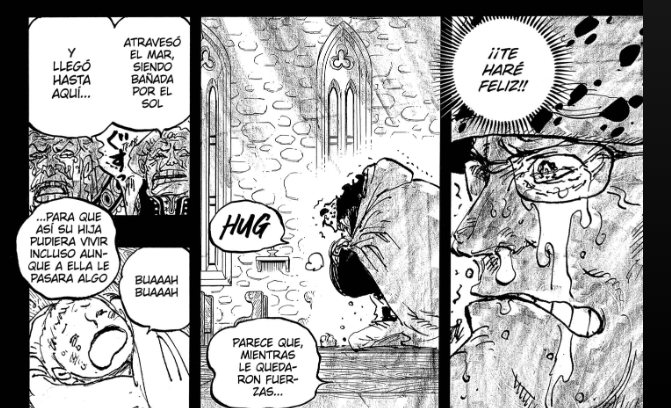 ¡¡TE
HARÉ
FELIZ!!
HUG
PARECE QUE,
MIENTRAS
LE QUEDA-
RON FUER-
ZAS...
ATRAVESÓ
EL MAR,
SIENDO
BAÑADA
POR EL
SOL
Y
LLEGÓ
HASTA
AQUÍ...
...PARA QUE
ASÍ SU HIJA
PUDIERA VIVIR
INCLUSO AUN-
QUE A ELLA LE
PASARA ALGO
BUAAAH
BUAAAH